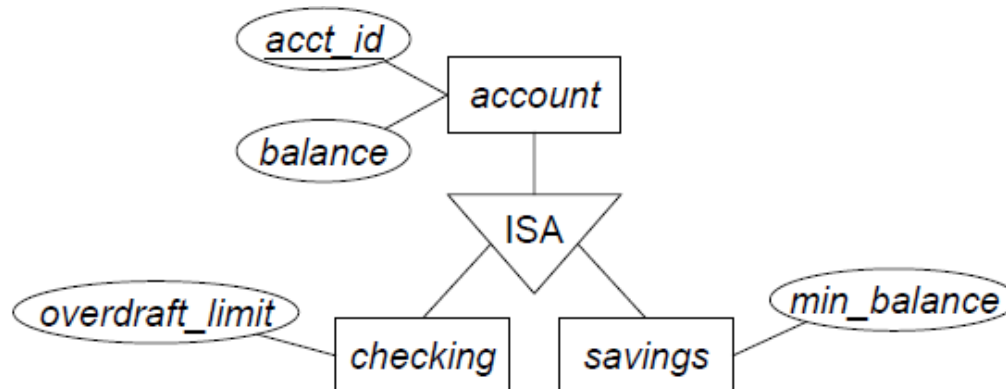 acct_id
account
balance
ISA
overdraft_limit
min_balance
checking
savings